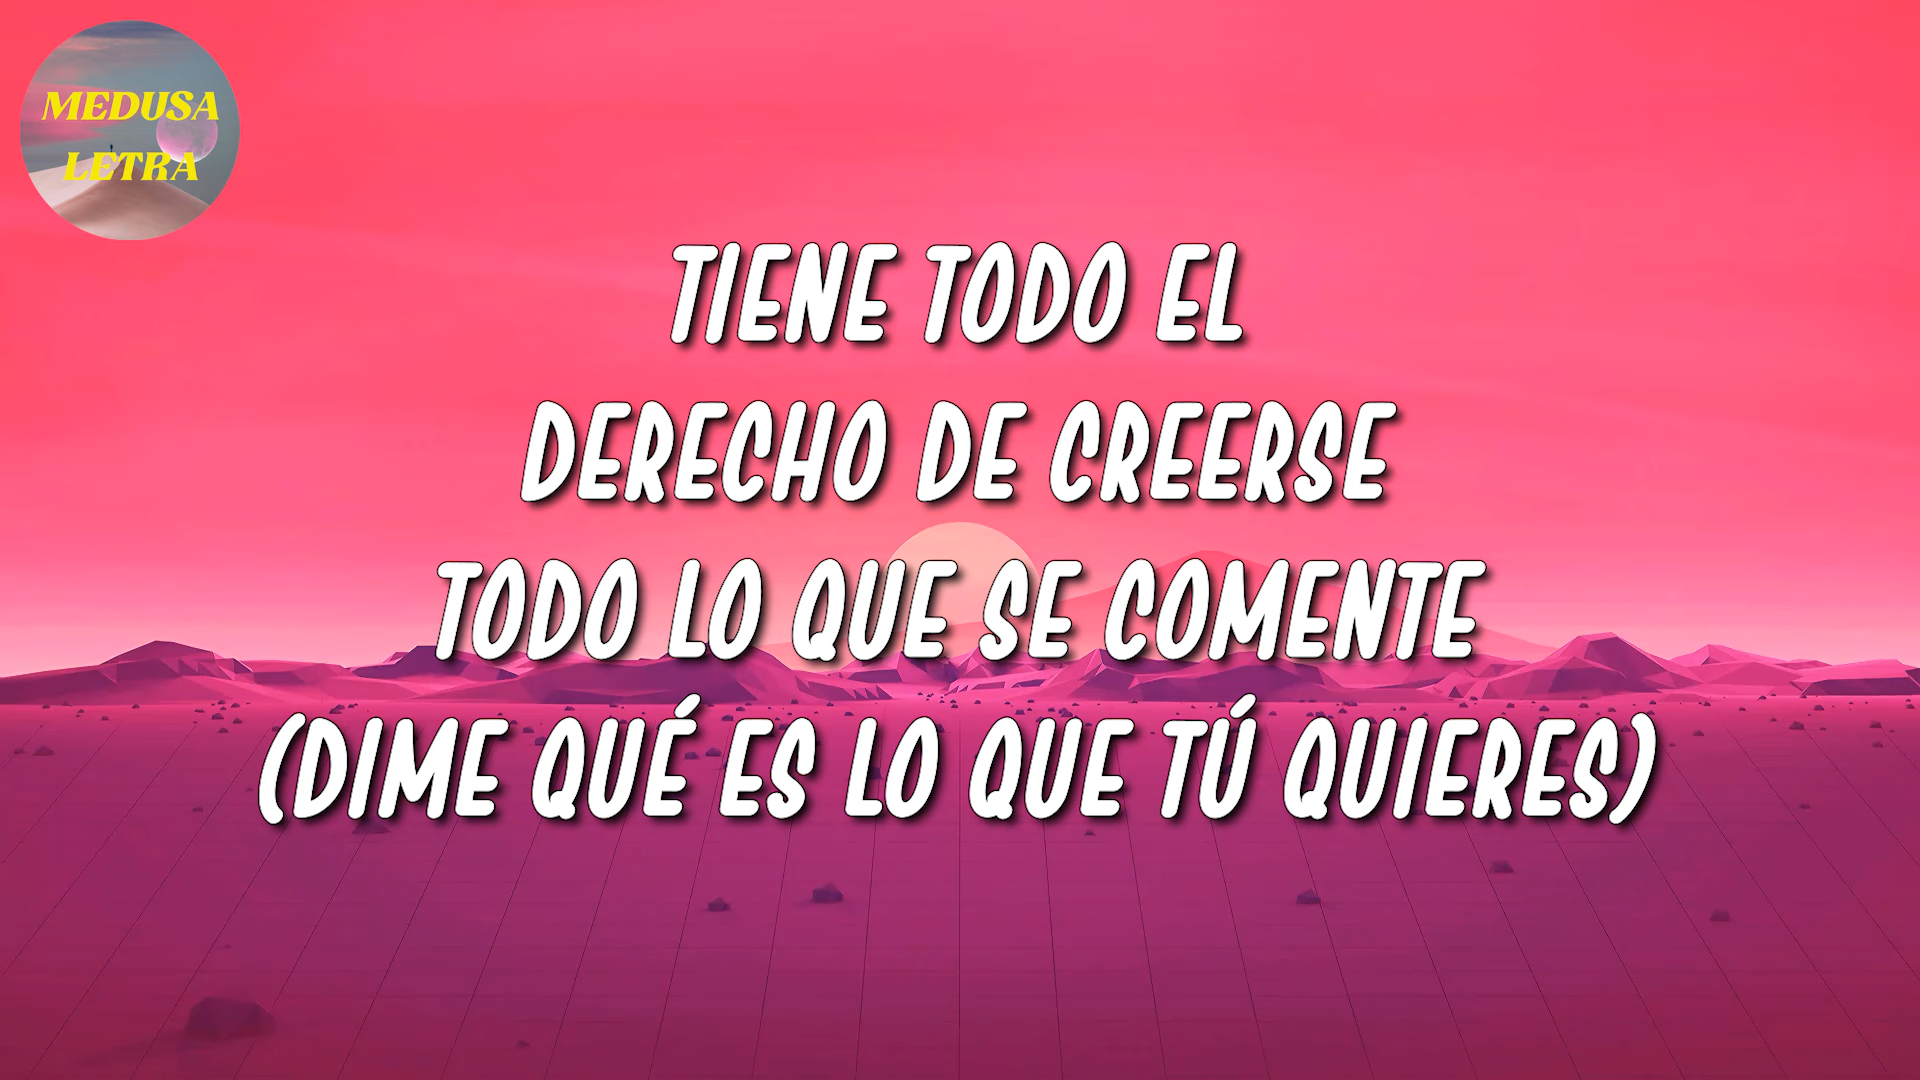 MEDUSA
LETRA
TIENE TODO EL
DERECHO DE CREERSE
TODO LO QUE SE COMENTE
(DIME QUÉ ES LO QUE TÚ QUIERES)